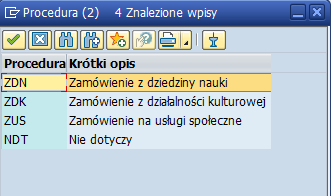 Procedura (2) 4 Znalezione wpisy
Procedura Krótki opis
ZDN Zamówienie z dziedziny nauki
ZDK Zamówienie z działalności kulturowej
ZUS Zamówienie na usługi społeczne
NDT Nie dotyczy